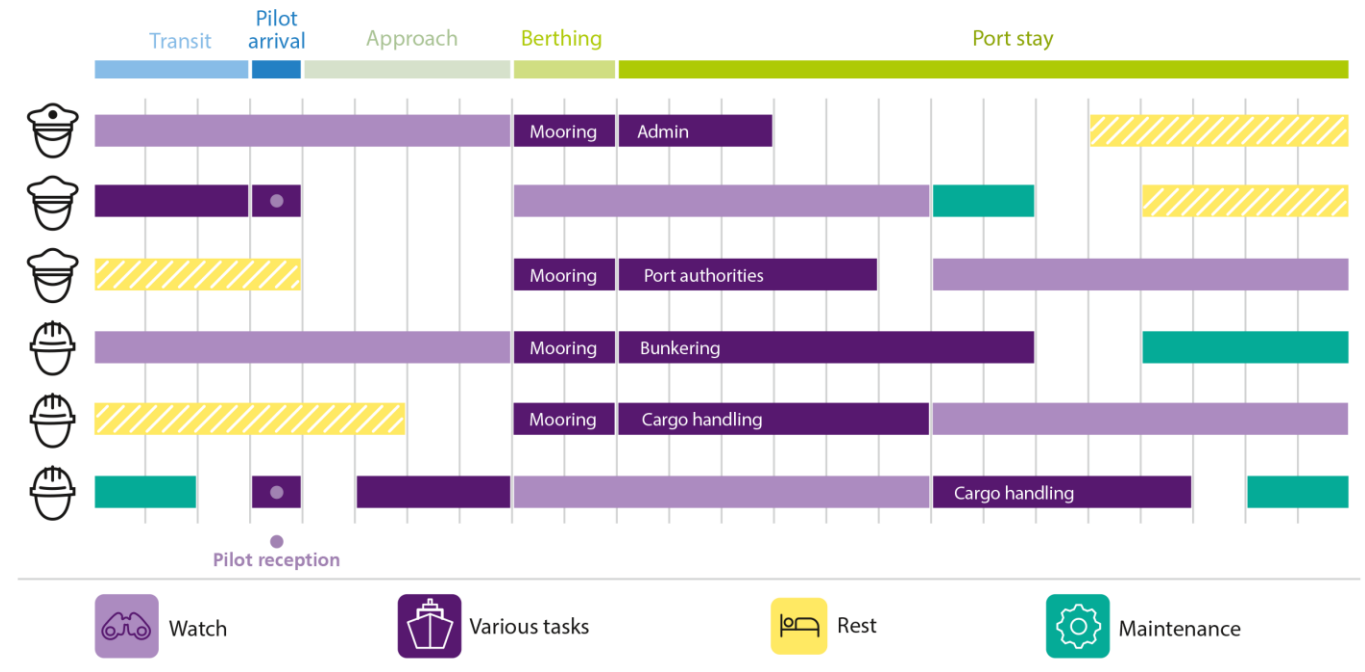 Transit
Pilot
arrival
Approach
Berthing
Port stay
Mooring
Admin
Mooring
Port authorities
Mooring
Bunkering
Mooring
Cargo handling
Cargo handling
Pilot reception
Watch
Various tasks
Rest
Maintenance